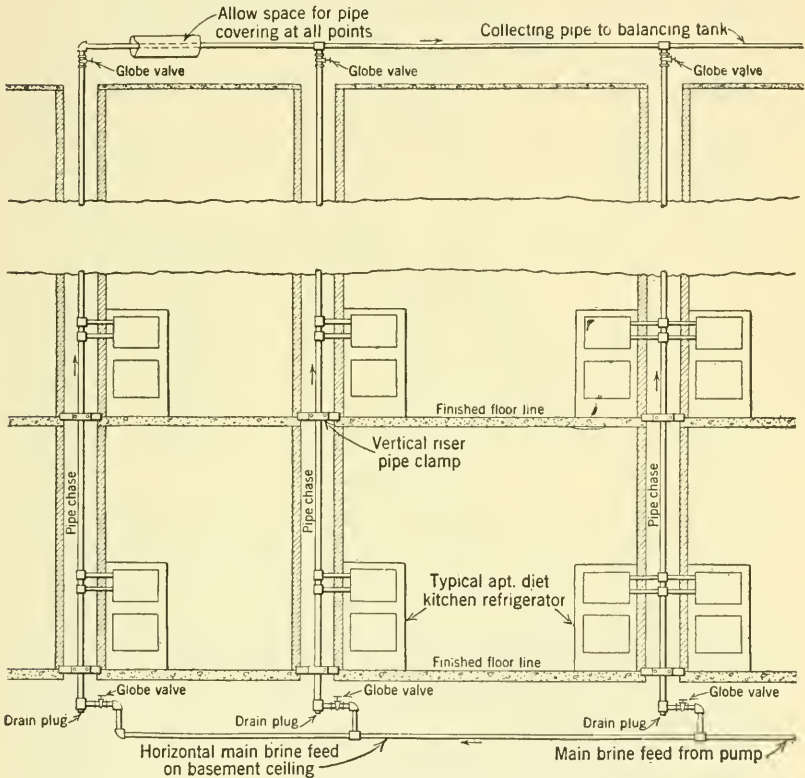 Allow space for pipe
covering at all points
Collecting pipe to balancing tank
Globe valve
Globe valve
Globe valve
Finished floor line
Vertical riser
pipe clamp
Pipe chase
Pipe chase
Pipe chase
Typical apt. diet
kitchen refrigerator
Finished floor line
Globe valve
Globe valve
Globe valve
Drain plug
Drain plug
Drain plug
Horizontal main brine feed
on basement ceiling
Main brine feed from pump